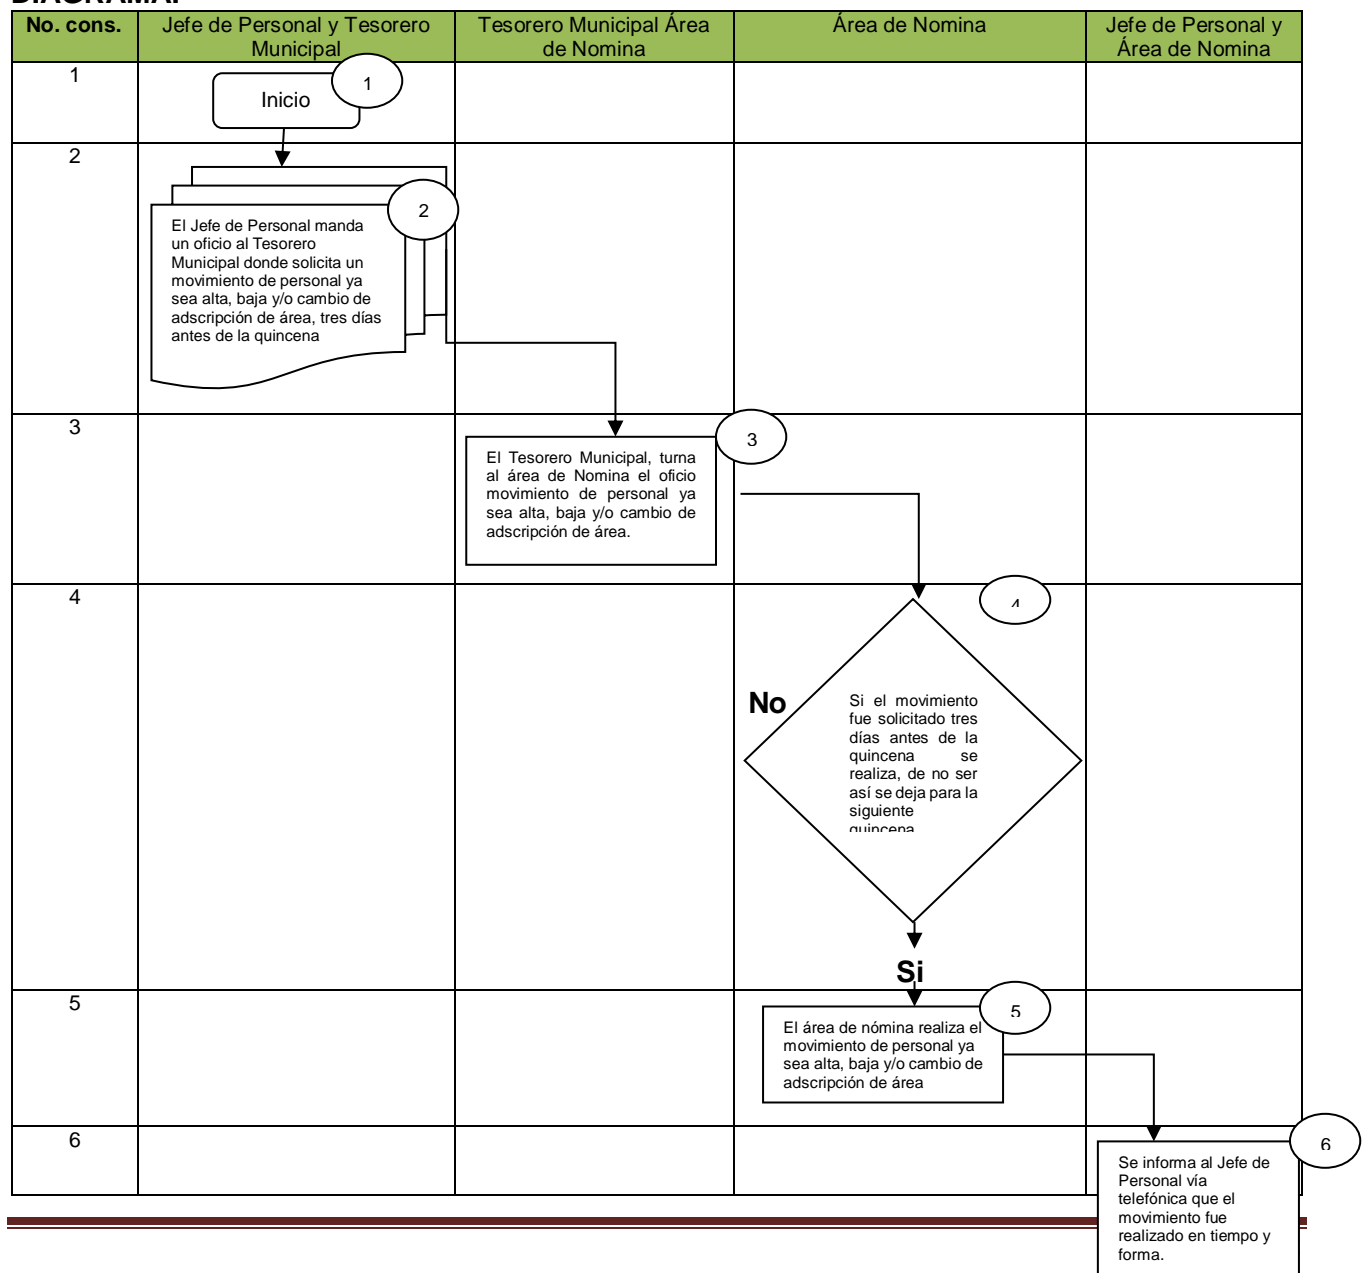 DIAGRAMA:
No. cons.
Jefe de Personal y Tesorero
Municipal
Tesorero Municipal Área
de Nomina
Área de Nomina
Jefe de Personal y
Área de Nomina
1
Inicio
1
2
2
El Jefe de Personal manda
un oficio al Tesorero
Municipal donde solicita un
movimiento de personal ya
sea alta, baja y/o cambio de
adscripción de área, tres días
antes de la quincena
3
3
El Tesorero Municipal, turna
al área de Nomina el oficio
movimiento de personal ya
sea alta, baja y/o cambio de
adscripción de área.
4
4
No
Si el movimiento
fue solicitado tres
días antes de la
quincena se
realiza, de no ser
así se deja para la
siguiente
quincena
Si
5
5
El área de nómina realiza el
movimiento de personal ya
sea alta, baja y/o cambio de
adscripción de área
6
6
Se informa al Jefe de
Personal vía
telefónica que el
movimiento fue
realizado en tiempo y
forma.